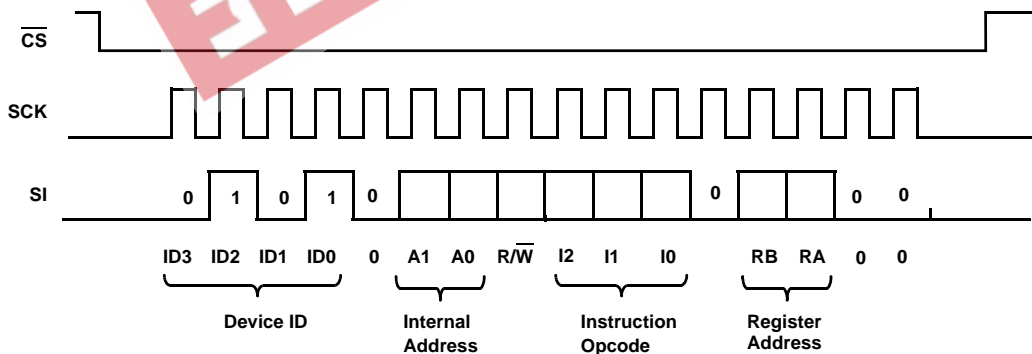 CS
SCK
SI
0 1 0 1 0 0 0 0
ID3 ID2 ID1 ID0 0 A1 A0 R/W I2 I1 I0 RB RA 0 0
Device ID Internal Address Instruction Opcode Register Address